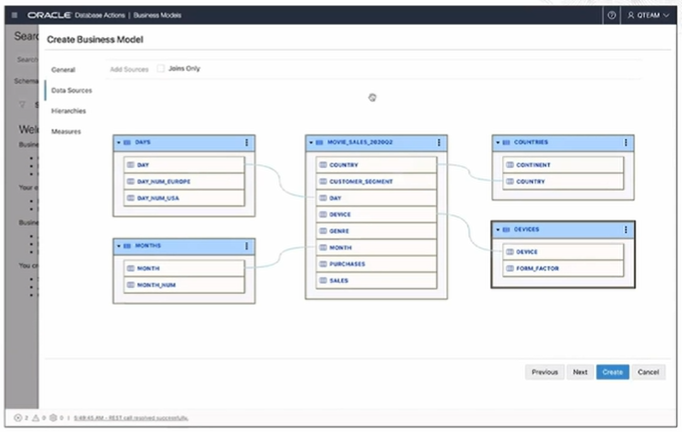 ORACLE Database Actions | Business Models
QTEAM
Sear
Create Business Model
Search
General
Add Sources
Joins Only
Schema
Data Sources
Hierarchies
Measures
Welc
Busine
Your e
Busine
You cr
DAYS
DAY
DAY_NUM_EUROPE
DAY_NUM_USA
MONTHS
MONTH
MONTH_NUM
MOVIE_SALES_2020Q2
COUNTRY
CUSTOMER_SEGMENT
DAY
DEVICE
GENRE
MONTH
PURCHASES
SALES
COUNTRIES
CONTINENT
COUNTRY
DEVICES
DEVICE
FORM_FACTOR
Previous
Next
Create
Cancel
2 0 0 | 5:48:45 AM - REST call resolved successfully.